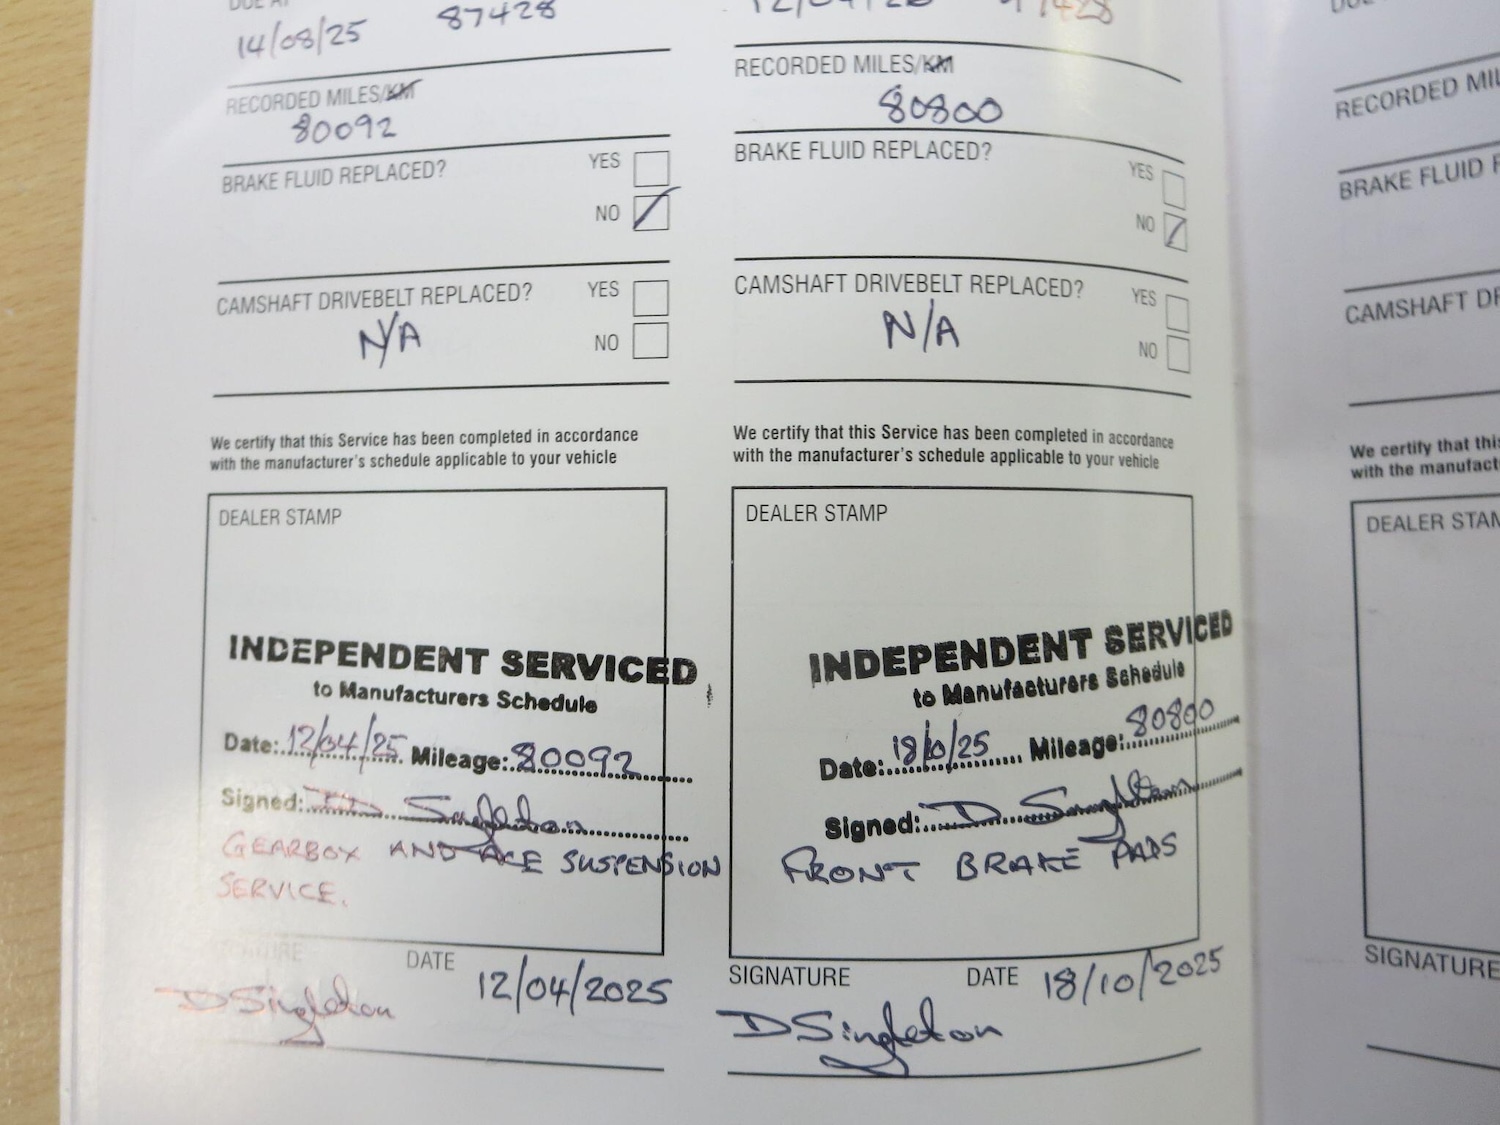 DUE AT
14/08/25 87428
RECORDED MILES/KM
80092
BRAKE FLUID REPLACED? YES
NO
CAMSHAFT DRIVEBELT REPLACED? YES
N/A
NO
We certify that this Service has been completed in accordance
with the manufacturer's schedule applicable to your vehicle
DEALER STAMP
INDEPENDENT SERVICED
to Manufacturers Schedule
Date: 12/04/25 Mileage: 80092
Signed: D Singleton
GEARBOX AND ACE SUSPENSION
SERVICE.
DATE
12/04/2025
D Singleton
RECORDED MILES/KM
80800
BRAKE FLUID REPLACED?
YES
NO
CAMSHAFT DRIVEBELT REPLACED?
YES
N/A
NO
We certify that this Service has been completed in accordance
with the manufacturer's schedule applicable to your vehicle
DEALER STAMP
INDEPENDENT SERVICED
to Manufacturers Schedule
Date: 18/10/25 Mileage: 80800
Signed: D Singleton
FRONT BRAKE PADS
SIGNATURE DATE 18/10/2025
D Singleton
RECORDED
BRAKE FLUID
CAMSHAFT
We certify that
with the
DEALER
SIGNATURE